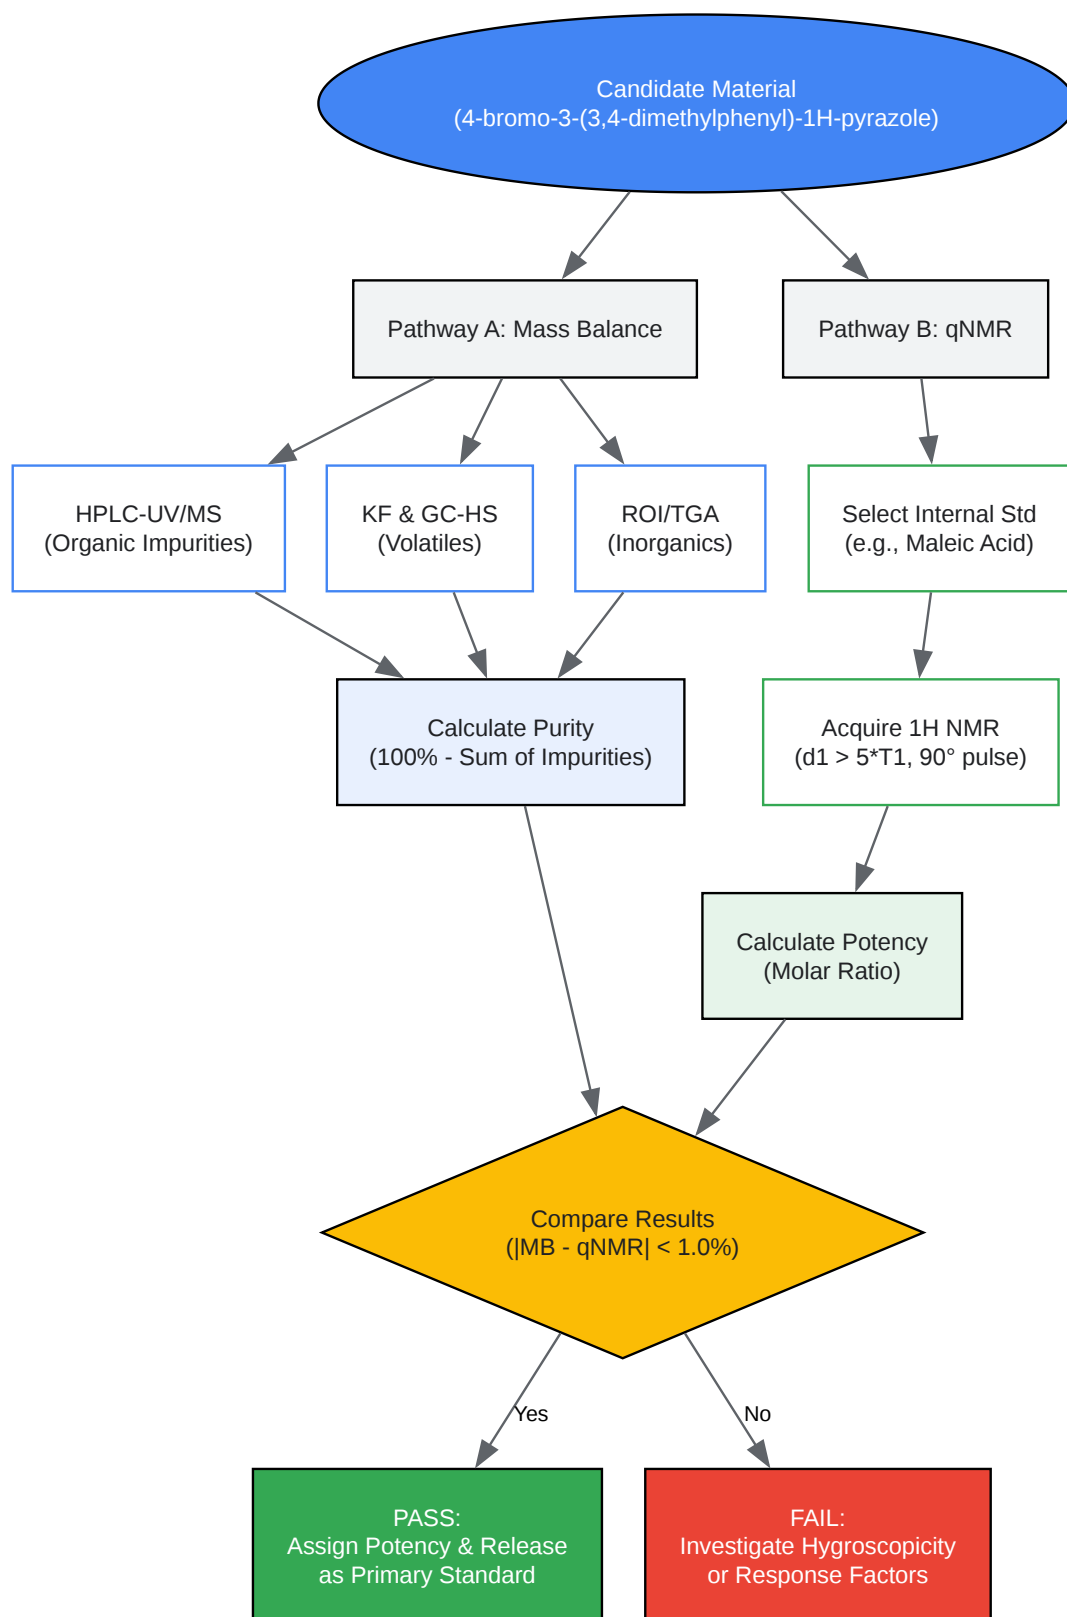 Candidate Material
(4-bromo-3-(3,4-dimethylphenyl)-1H-pyrazole)
Pathway A: Mass Balance
Pathway B: qNMR
HPLC-UV/MS
(Organic Impurities)
KF & GC-HS
(Volatiles)
ROI/TGA
(Inorganics)
Select Internal Std
(e.g., Maleic Acid)
Calculate Purity
(100% - Sum of Impurities)
Acquire 1H NMR
(d1 > 5*T1, 90° pulse)
Calculate Potency
(Molar Ratio)
Compare Results
(|MB - qNMR| < 1.0%)
Yes
No
PASS:
Assign Potency & Release
as Primary Standard
FAIL:
Investigate Hygroscopicity
or Response Factors